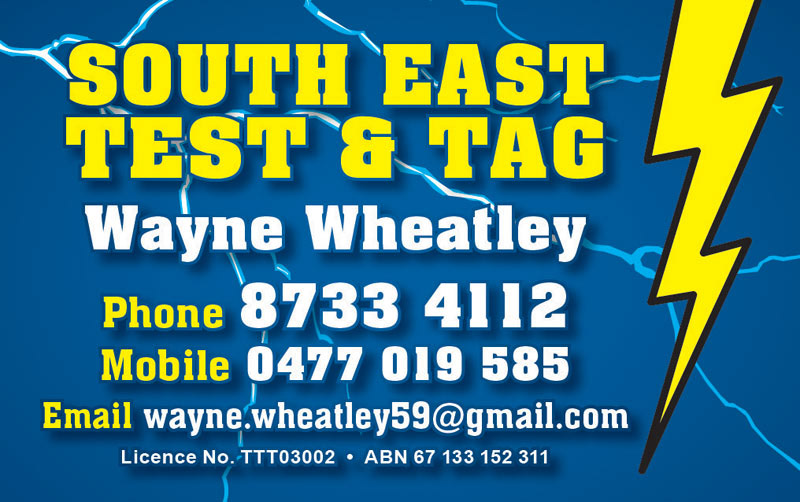 SOUTH EAST
TEST & TAG
Wayne Wheatley
Phone 8733 4112
Mobile 0477 019 585
Email wayne.wheatley59@gmail.com
Licence No. TTT03002 • ABN 67 133 152 311